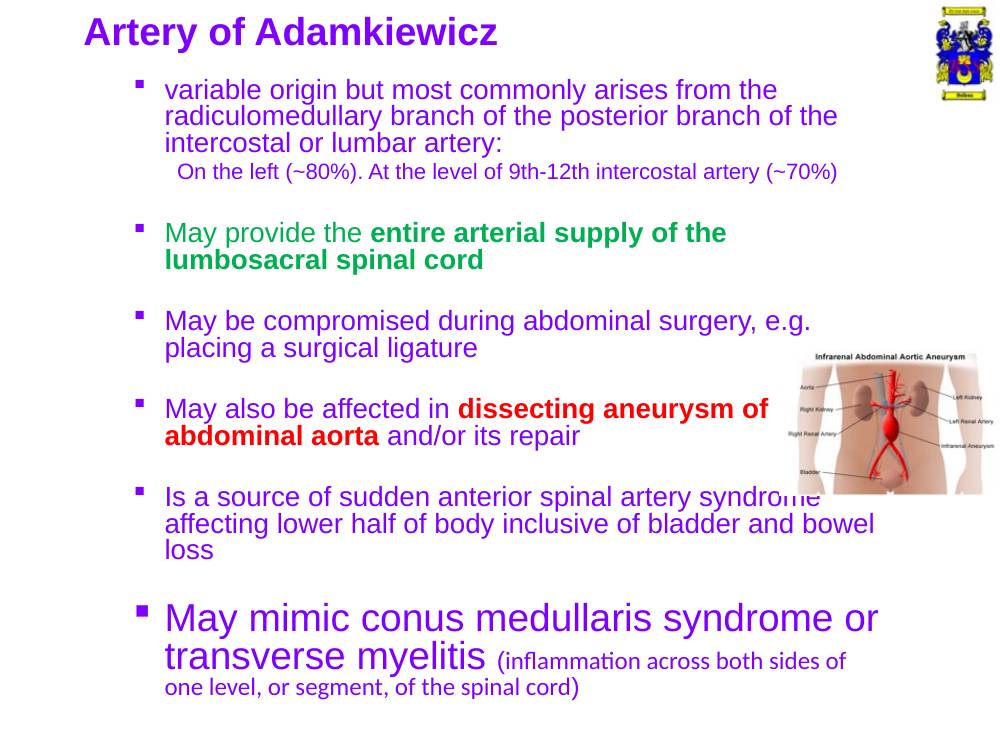 Artery of Adamkiewicz
▪ variable origin but most commonly arises from the
radiculomedullary branch of the posterior branch of the
intercostal or lumbar artery:
On the left (~80%). At the level of 9th-12th intercostal artery (~70%)
▪ May provide the entire arterial supply of the
lumbosacral spinal cord
▪ May be compromised during abdominal surgery, e.g.
placing a surgical ligature
Infrarenal Abdominal Aortic Aneurysm
Aorta
Left Kidney
Right Kidney
Left Renal Artery
Right Renal Artery
Infrarenal Aneurysm
Bladder
▪ May also be affected in dissecting aneurysm of
abdominal aorta and/or its repair
▪ Is a source of sudden anterior spinal artery syndrome
affecting lower half of body inclusive of bladder and bowel
loss
▪ May mimic conus medullaris syndrome or
transverse myelitis (inflammation across both sides of
one level, or segment, of the spinal cord)